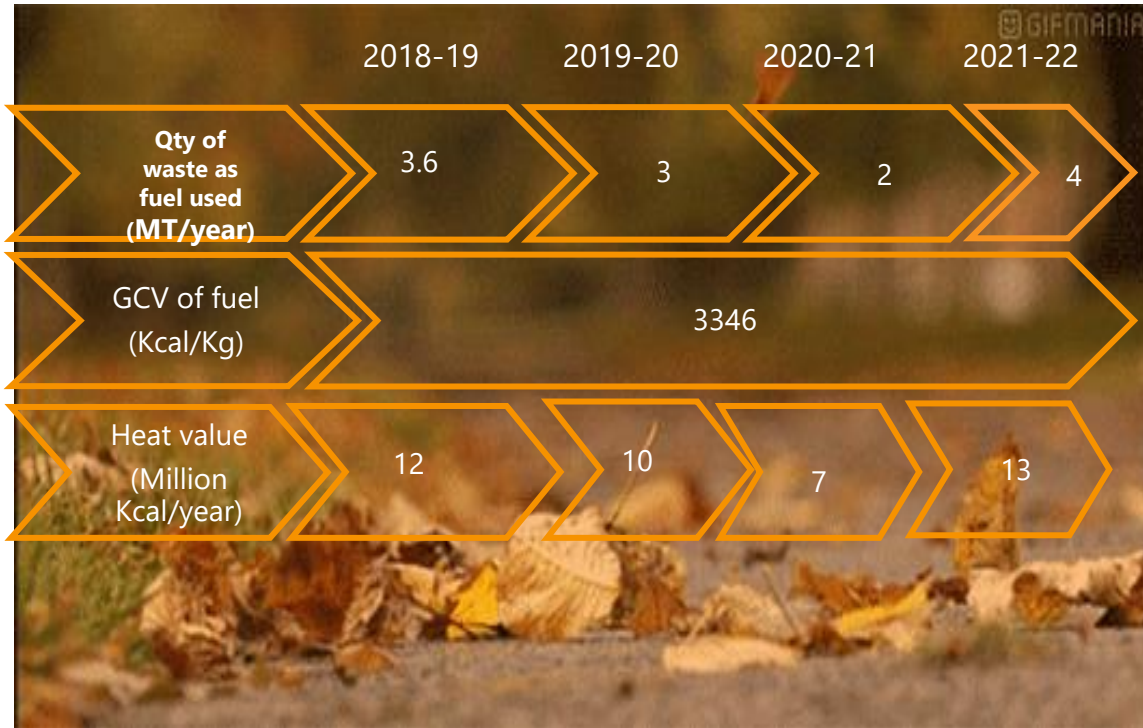 GIFMANIA
2018-19 2019-20 2020-21 2021-22
Qty of
waste as
fuel used
(MT/year)
3.6 3 2 4
GCV of fuel
(Kcal/Kg)
3346
Heat value
(Million
Kcal/year)
12 10 7 13